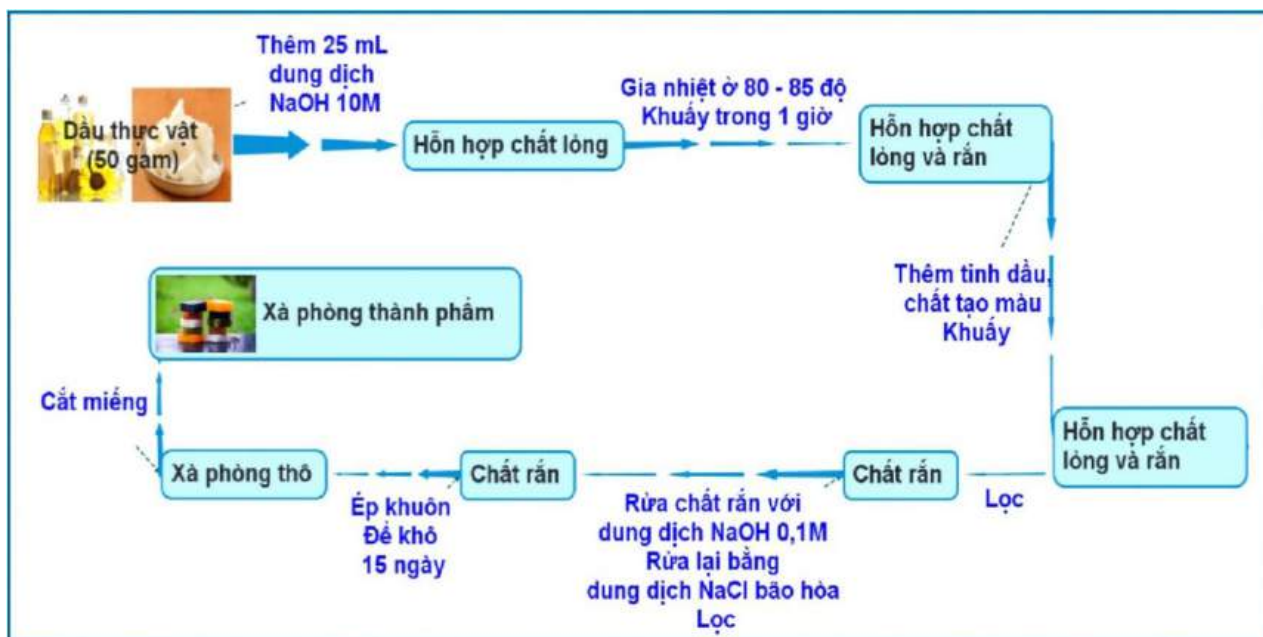 Thêm 25 mL
dung dịch
NaOH 10M
Dầu thực vật
(50 gam)
Hỗn hợp chất lỏng
Gia nhiệt ở 80 - 85 độ
Khuấy trong 1 giờ
Hỗn hợp chất
lỏng và rắn
Thêm tinh dầu,
chất tạo màu
Khuấy
Hỗn hợp chất
lỏng và rắn
Lọc
Chất rắn
Rửa chất rắn với
dung dịch NaOH 0,1M
Rửa lại bằng
dung dịch NaCl bão hòa
Lọc
Chất rắn
Ép khuôn
Để khô
15 ngày
Xà phòng thô
Cắt miếng
Xà phòng thành phẩm